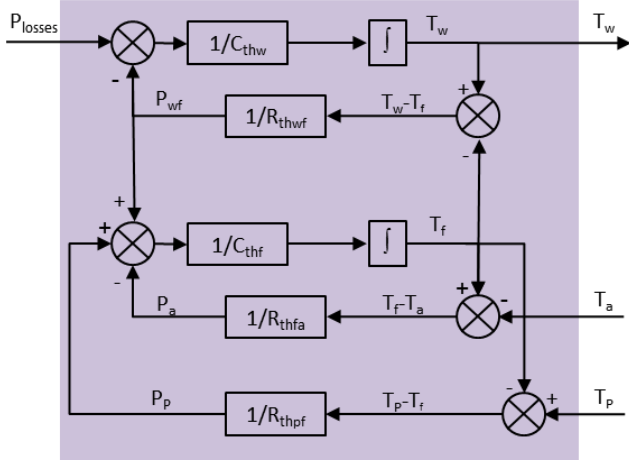 P_losses
1/C_thw
∫
T_w
T_w
-
P_wf
1/R_thwf
T_w-T_f
+
-
+
+
1/C_thf
∫
T_f
-
P_a
1/R_thfa
T_f-T_a
+
-
T_a
P_P
1/R_thpf
T_P-T_f
-
+
T_P